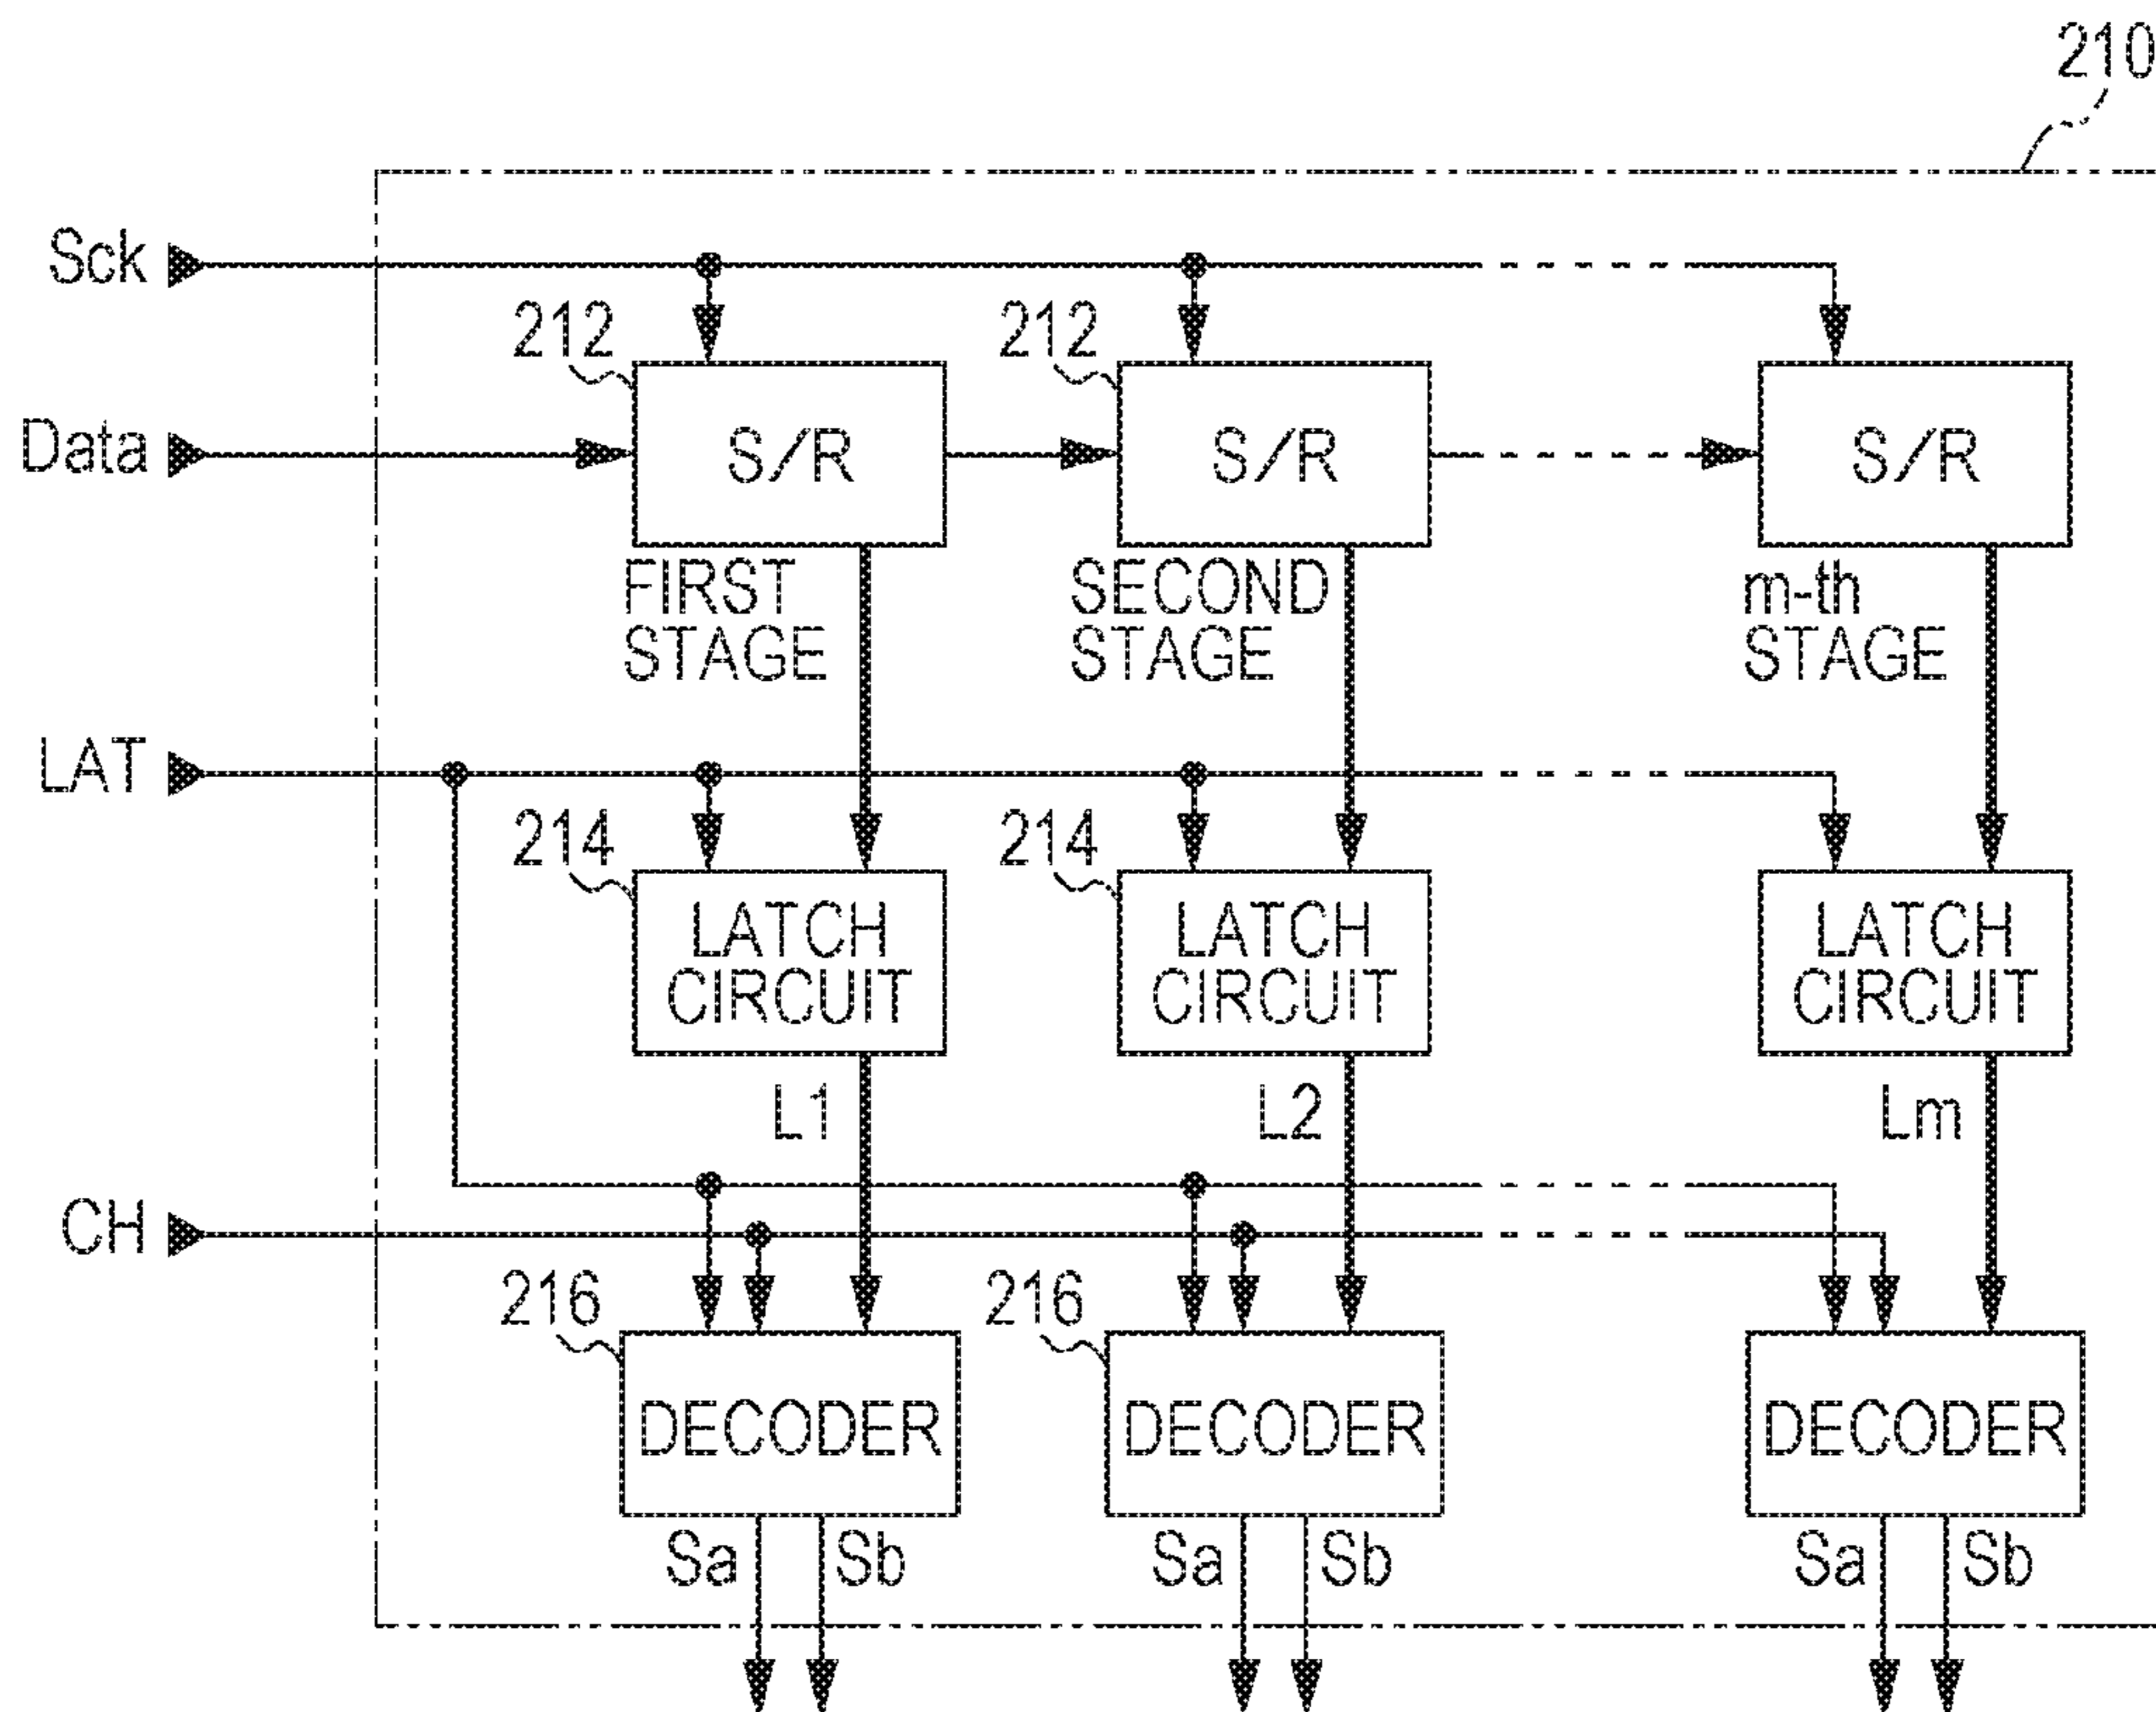 210
Sck
212
212
Data
S/R
S/R
S/R
FIRST
STAGE
SECOND
STAGE
m-th
STAGE
LAT
214
214
LATCH
CIRCUIT
LATCH
CIRCUIT
LATCH
CIRCUIT
L1
L2
Lm
CH
216
216
DECODER
DECODER
DECODER
Sa
Sb
Sa
Sb
Sa
Sb